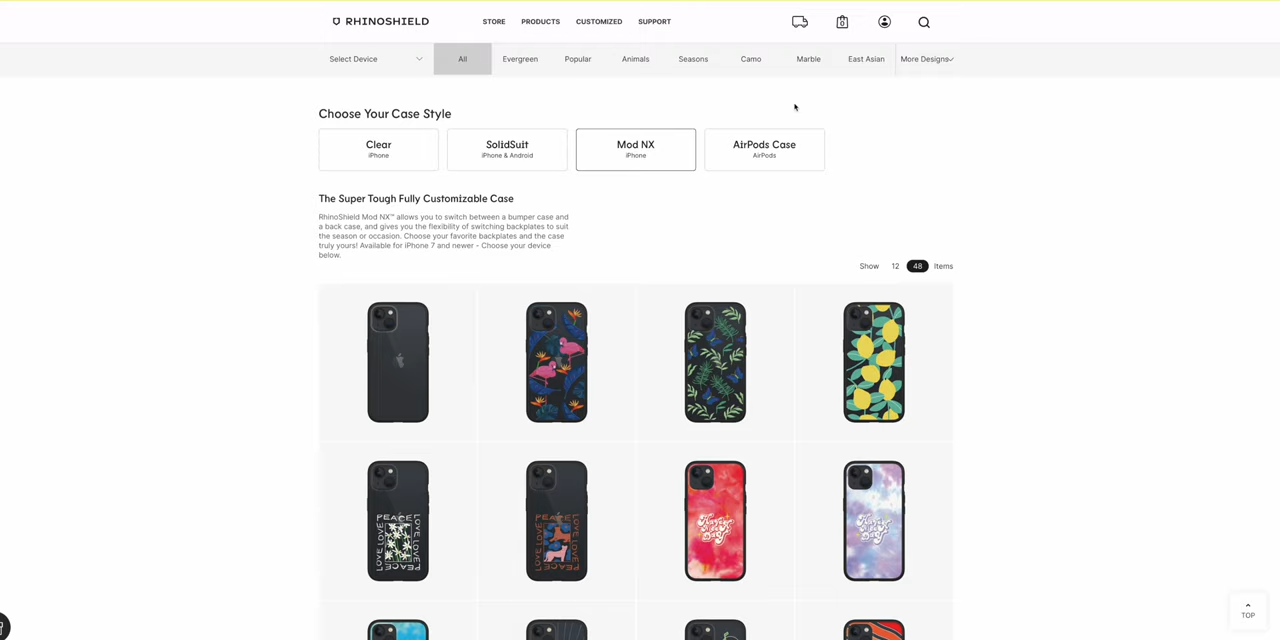 RHINOSHIELD
STORE
PRODUCTS
CUSTOMIZED
SUPPORT
0
Select Device
All
Evergreen
Popular
Animals
Seasons
Camo
Marble
East Asian
More Designs
Choose Your Case Style
Clear
iPhone
SolidSuit
iPhone & Android
Mod NX
iPhone
AirPods Case
AirPods
The Super Tough Fully Customizable Case
RhinoShield Mod NX™ allows you to switch between a bumper case and
a back case, and gives you the flexibility of switching backplates to suit
the season or occasion. Choose your favorite backplates and the case
truly yours! Available for iPhone 7 and newer - Choose your device
below.
Show 12 48 Items
PEACE
LOVE LOVE
LOVE LOVE
PEACE
PEACE
LOVE LOVE
LOVE LOVE
PEACE
TOP